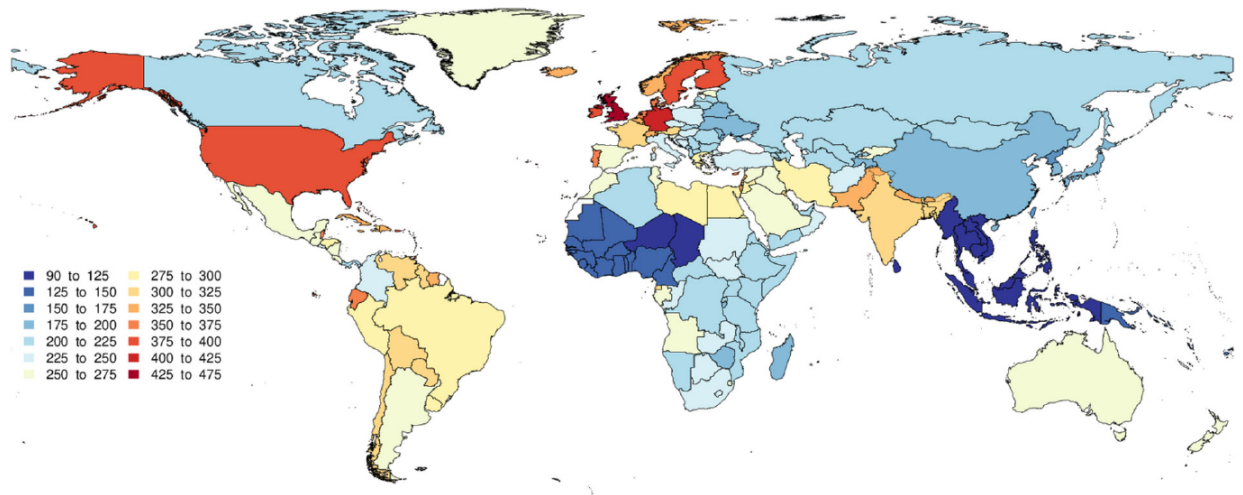 90 to 125 275 to 300
125 to 150 300 to 325
150 to 175 325 to 350
175 to 200 350 to 375
200 to 225 375 to 400
225 to 250 400 to 425
250 to 275 425 to 475